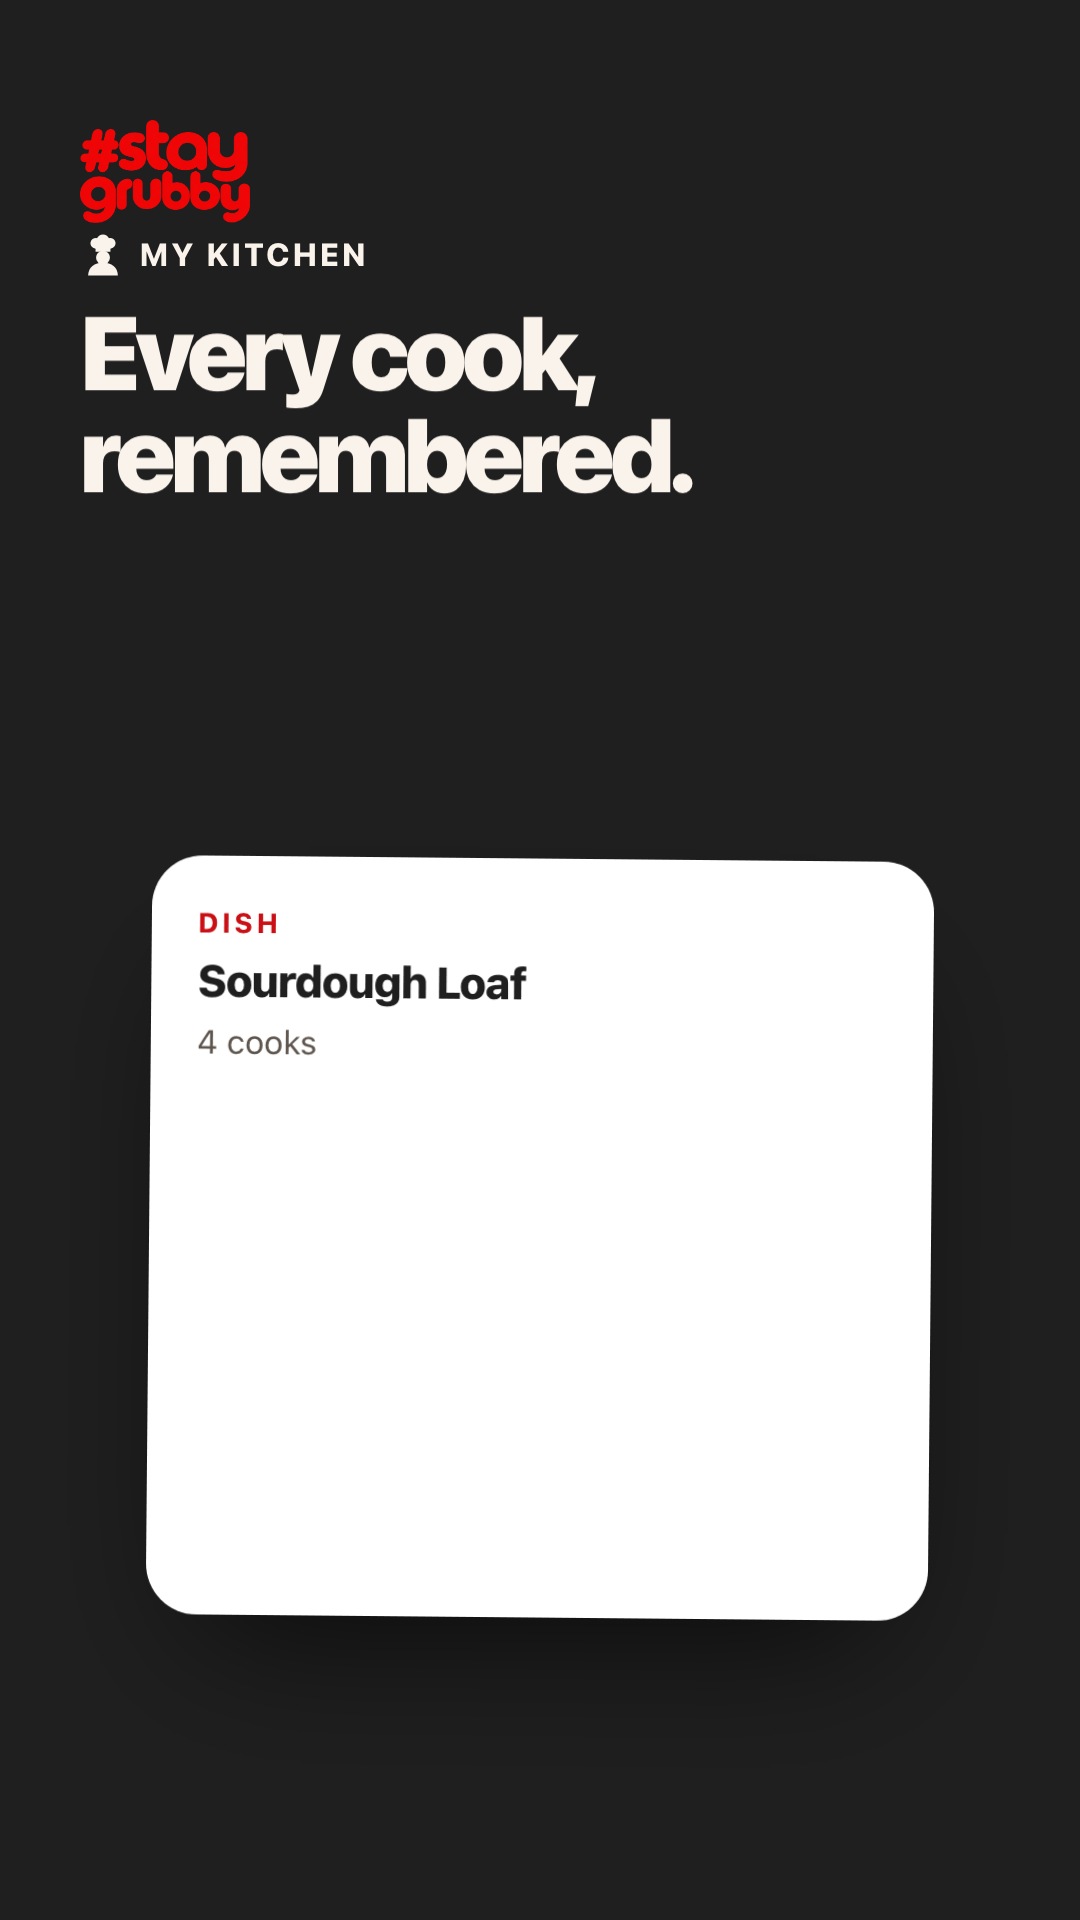 #stay
grubby
MY KITCHEN
Every cook,
remembered.
DISH
Sourdough Loaf
4 cooks